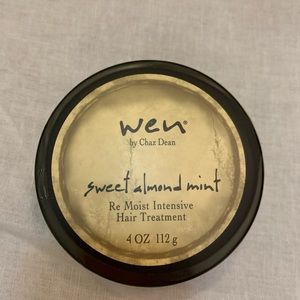 wen®
by Chaz Dean
sweet almond mint
Re Moist Intensive
Hair Treatment
4 OZ 112 g